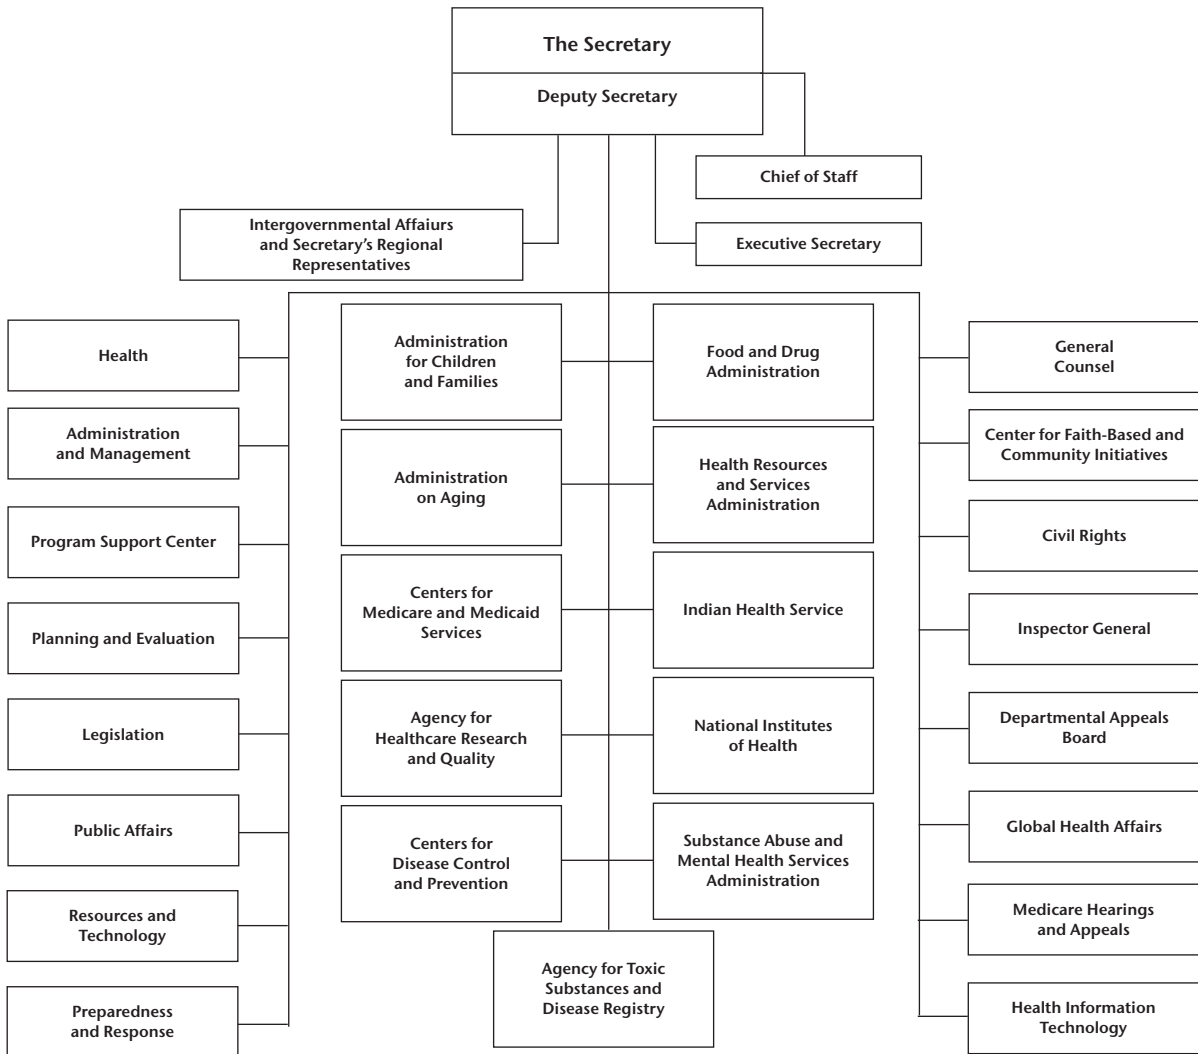 The Secretary
Deputy Secretary
Chief of Staff
Intergovernmental Affaiurs
and Secretary’s Regional
Representatives
Executive Secretary
Health
Administration
and Management
Program Support Center
Planning and Evaluation
Legislation
Public Affairs
Resources and
Technology
Preparedness
and Response
Administration
for Children
and Families
Administration
on Aging
Centers for
Medicare and Medicaid
Services
Agency for
Healthcare Research
and Quality
Centers for
Disease Control
and Prevention
Food and Drug
Administration
Health Resources
and Services
Administration
Indian Health Service
National Institutes
of Health
Substance Abuse and
Mental Health Services
Administration
Agency for Toxic
Substances and
Disease Registry
General
Counsel
Center for Faith-Based and
Community Initiatives
Civil Rights
Inspector General
Departmental Appeals
Board
Global Health Affairs
Medicare Hearings
and Appeals
Health Information
Technology